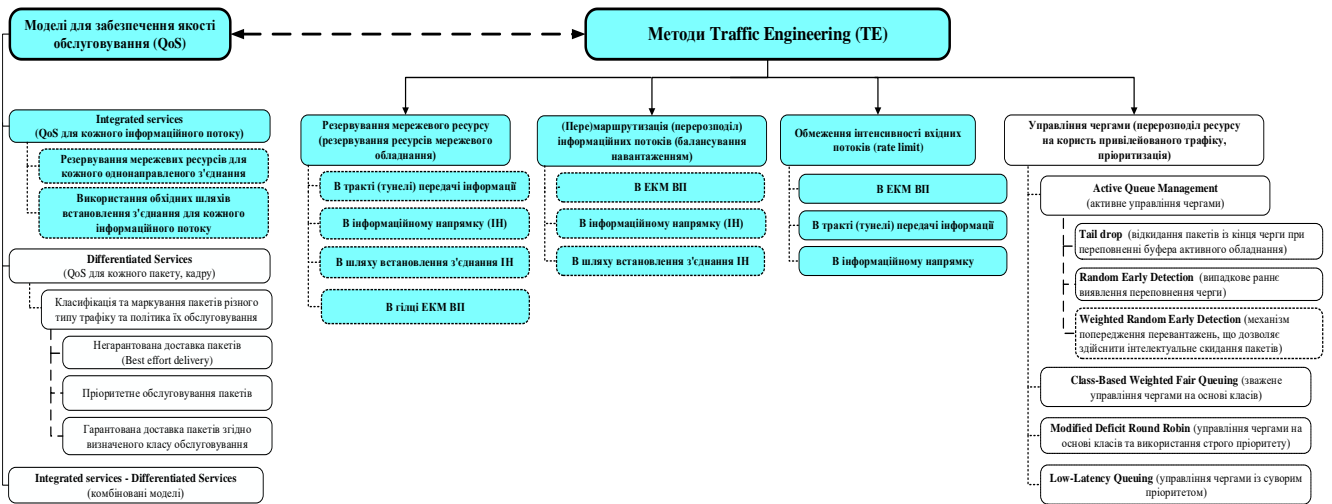 Моделі для забезпечення якості
обслуговування (QoS)
Методи Traffic Engineering (TE)
Integrated services
(QoS для кожного інформаційного потоку)
Резервування мережевих ресурсів для
кожного однонаправленого з'єднання
Використання обхідних шляхів
встановлення з'єднання для кожного
інформаційного потоку
Differentiated Services
(QoS для кожного пакету, кадру)
Класифікація та маркування пакетів різного
типу трафіку та політика їх обслуговування
Негарантована доставка пакетів
(Best effort delivery)
Пріоритетне обслуговування пакетів
Гарантована доставка пакетів згідно
визначеного класу обслуговування
Integrated services - Differentiated Services
(комбіновані моделі)
Резервування мережевого ресурсу
(резервування ресурсів мережевого
обладнання)
В тракті (тунелі) передачі інформації
В інформаційному напрямку (ІН)
В шляху встановлення з'єднання ІН
В гілці ЕКМ ВП
(Пере)маршрутизація (перерозподіл)
інформаційних потоків (балансування
навантаженням)
В ЕКМ ВП
В інформаційному напрямку (ІН)
В шляху встановлення з'єднання ІН
Обмеження інтенсивності вхідних
потоків (rate limit)
В ЕКМ ВП
В тракті (тунелі) передачі інформації
В інформаційному напрямку
Управління чергами (перерозподіл ресурсу
на користь привілейованого трафіку,
пріоритизація)
Active Queue Management
(активне управління чергами)
Tail drop (відкидання пакетів із кінця черги при
переповненні буфера активного обладнання)
Random Early Detection (випадкове раннє
виявлення переповнення черги)
Weighted Random Early Detection (механізм
попередження перевантажень, що дозволяє
здійснити інтелектуальне скидання пакетів)
Class-Based Weighted Fair Queuing (зважене
управління чергами на основі класів)
Modified Deficit Round Robin (управління чергами на
основі класів та використання строго пріоритету)
Low-Latency Queuing (управління чергами із суворим
пріоритетом)